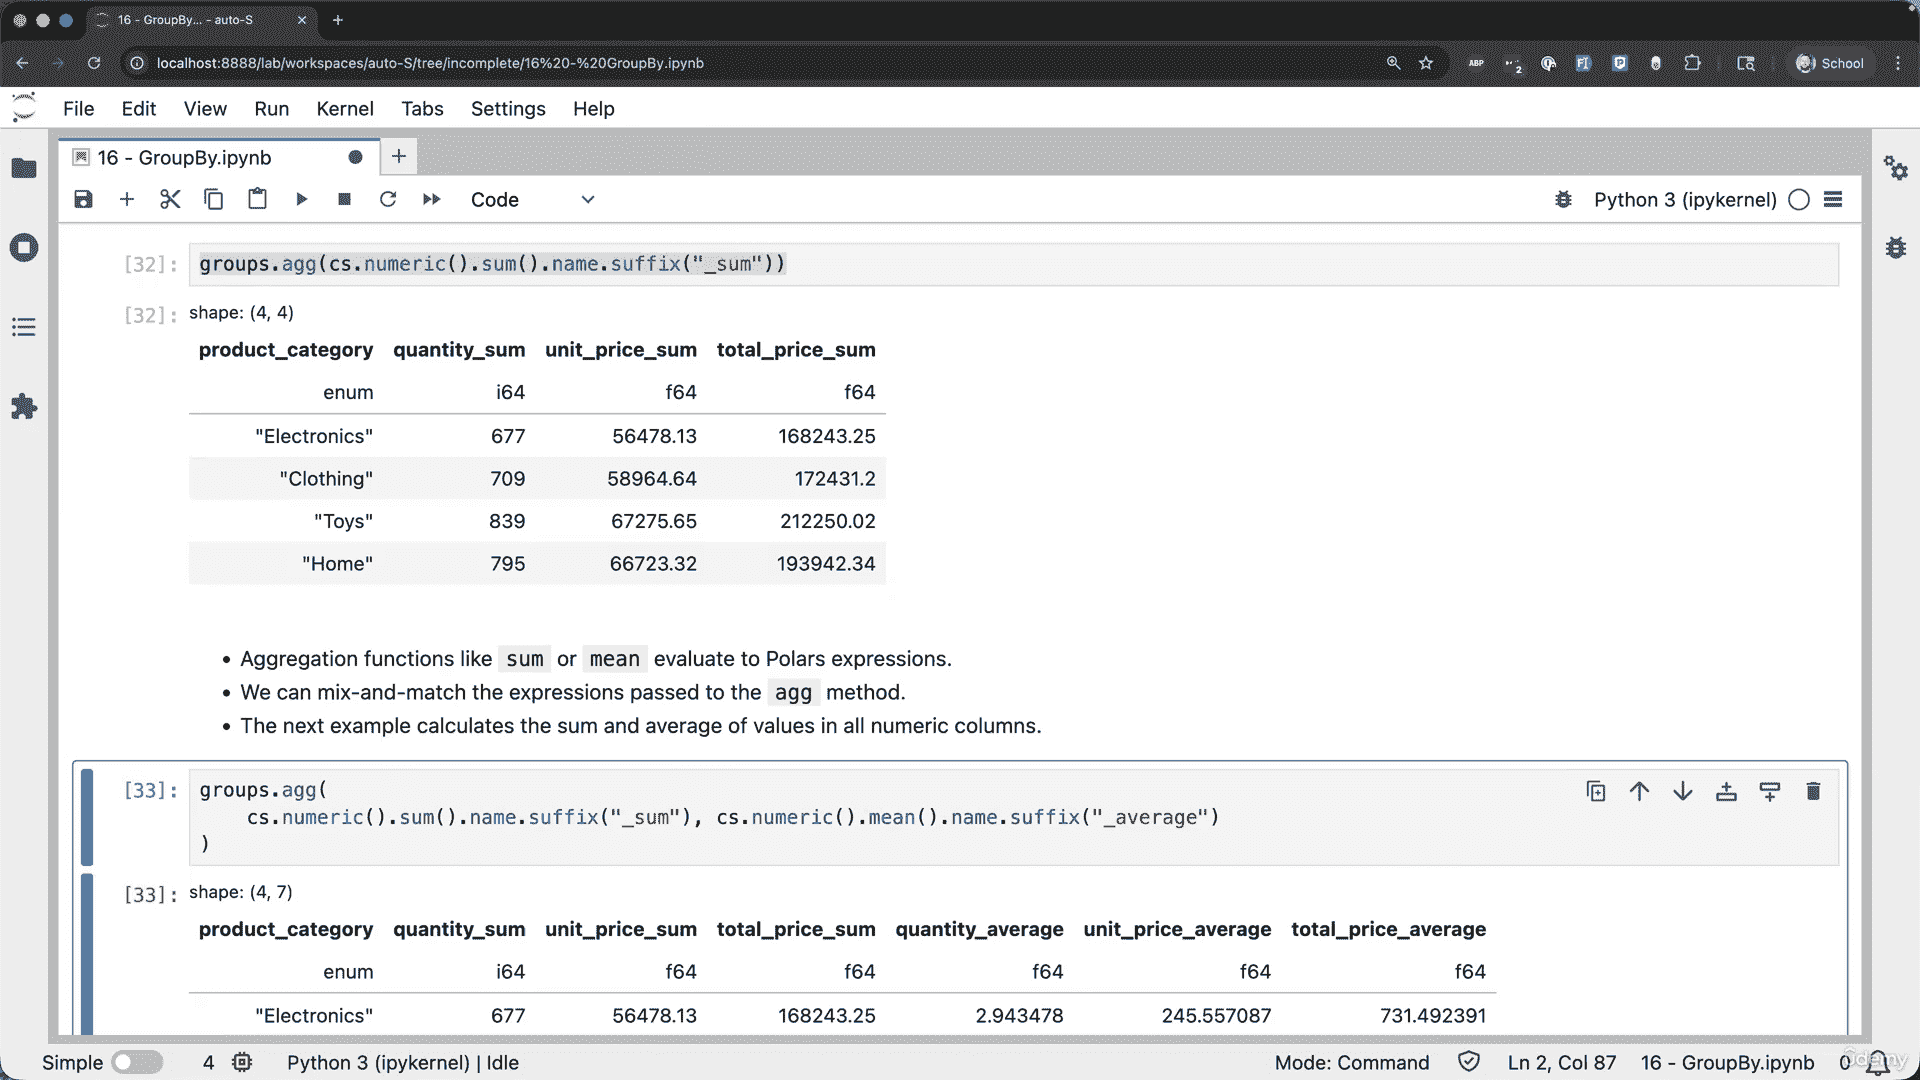 16 - GroupBy... - auto-S
localhost:8888/lab/workspaces/auto-S/tree/incomplete/16%20-%20GroupBy.ipynb
ABP
2
School
File Edit View Run Kernel Tabs Settings Help
16 - GroupBy.ipynb
Code
Python 3 (ipykernel)
[32]: groups.agg(cs.numeric().sum().name.suffix("_sum"))
[32]: shape: (4, 4)
product_category quantity_sum unit_price_sum total_price_sum
enum i64 f64 f64
"Electronics" 677 56478.13 168243.25
"Clothing" 709 58964.64 172431.2
"Toys" 839 67275.65 212250.02
"Home" 795 66723.32 193942.34
• Aggregation functions like sum or mean evaluate to Polars expressions.
• We can mix-and-match the expressions passed to the agg method.
• The next example calculates the sum and average of values in all numeric columns.
[33]: groups.agg(
cs.numeric().sum().name.suffix("_sum"), cs.numeric().mean().name.suffix("_average")
)
[33]: shape: (4, 7)
product_category quantity_sum unit_price_sum total_price_sum quantity_average unit_price_average total_price_average
enum i64 f64 f64 f64 f64 f64
"Electronics" 677 56478.13 168243.25 2.943478 245.557087 731.492391
Simple 4 Python 3 (ipykernel) | Idle Mode: Command Ln 2, Col 87 16 - GroupBy.ipynb 0
Udemy